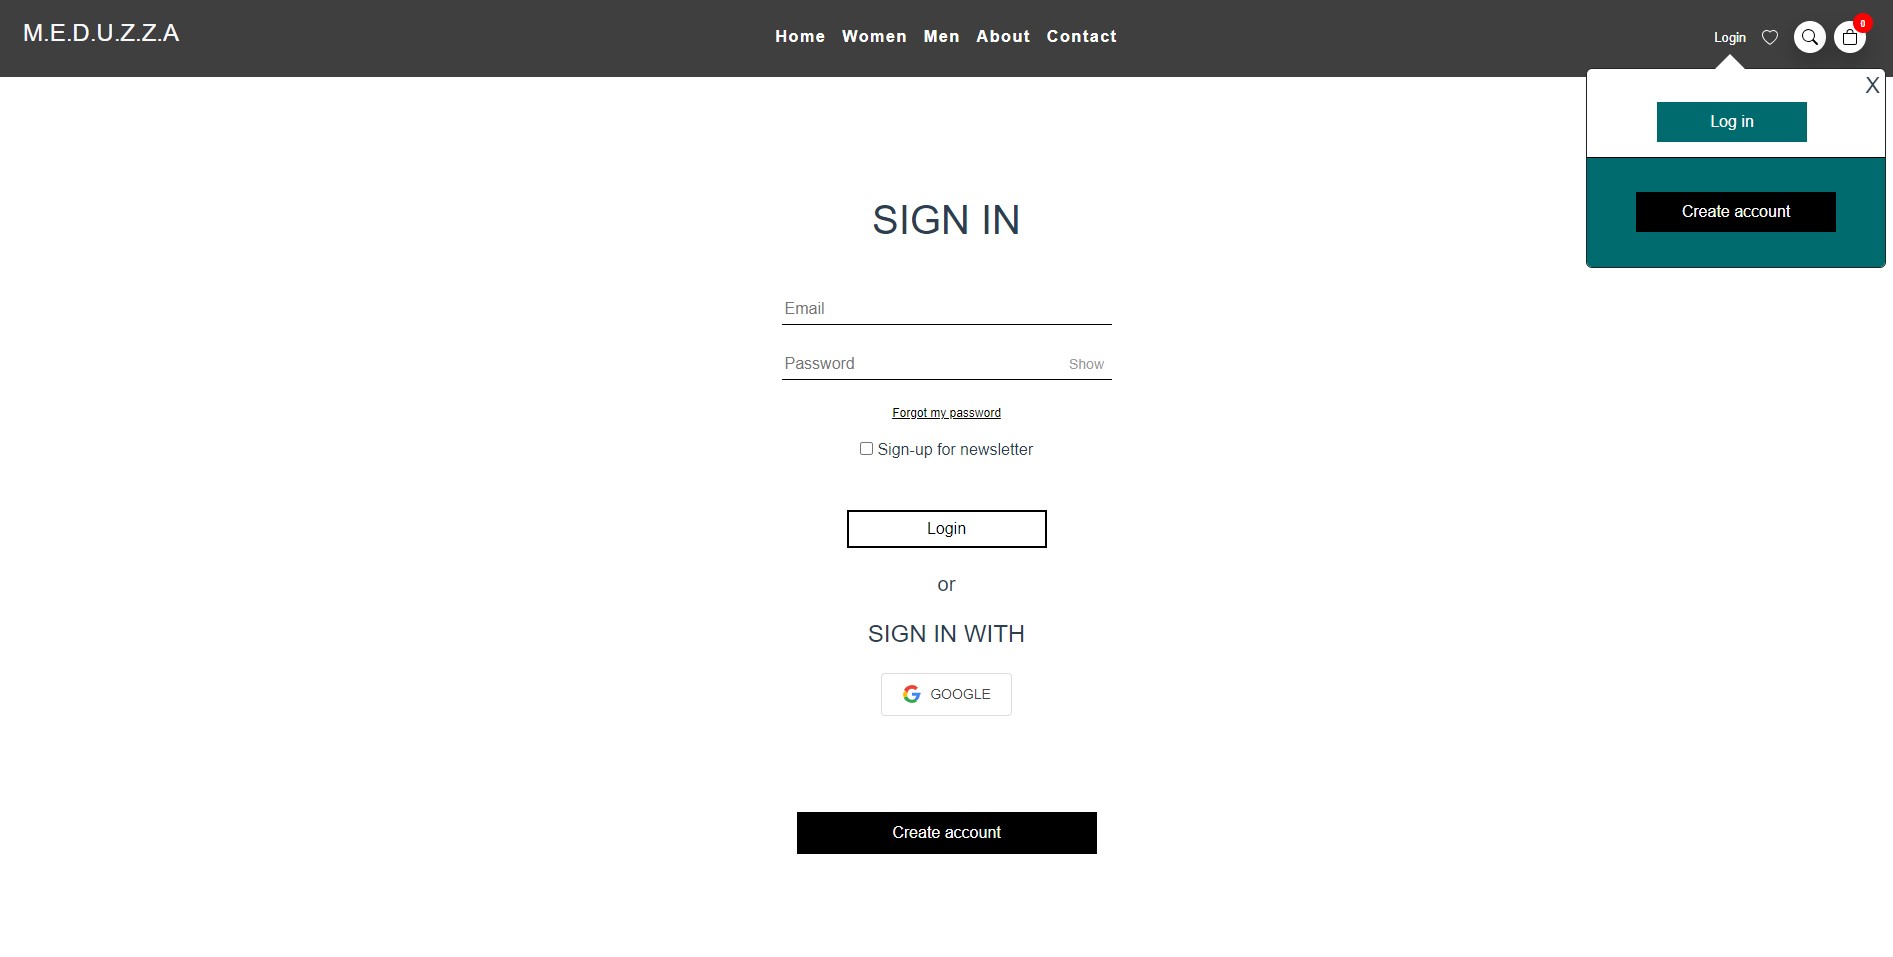 M.E.D.U.Z.Z.A
Home Women Men About Contact
Login
0
X
Log in
Create account
SIGN IN
Email
Password Show
Forgot my password
Sign-up for newsletter
Login
or
SIGN IN WITH
GOOGLE
Create account